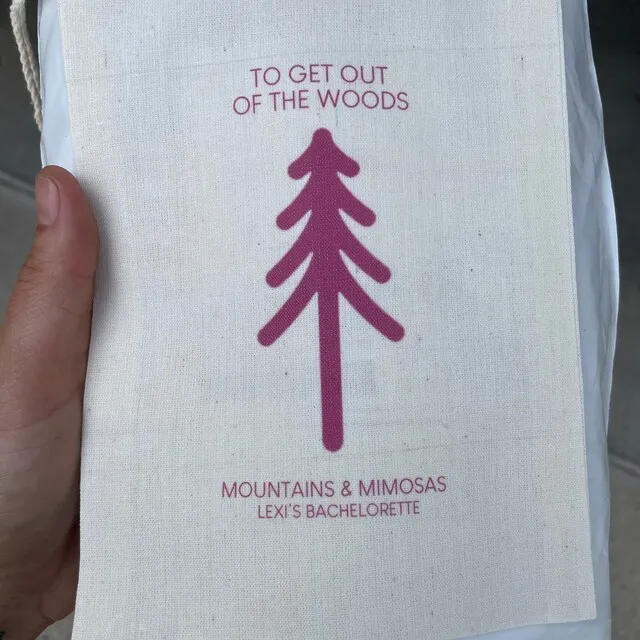 TO GET OUT
OF THE WOODS
MOUNTAINS & MIMOSAS
LEXI'S BACHELORETTE